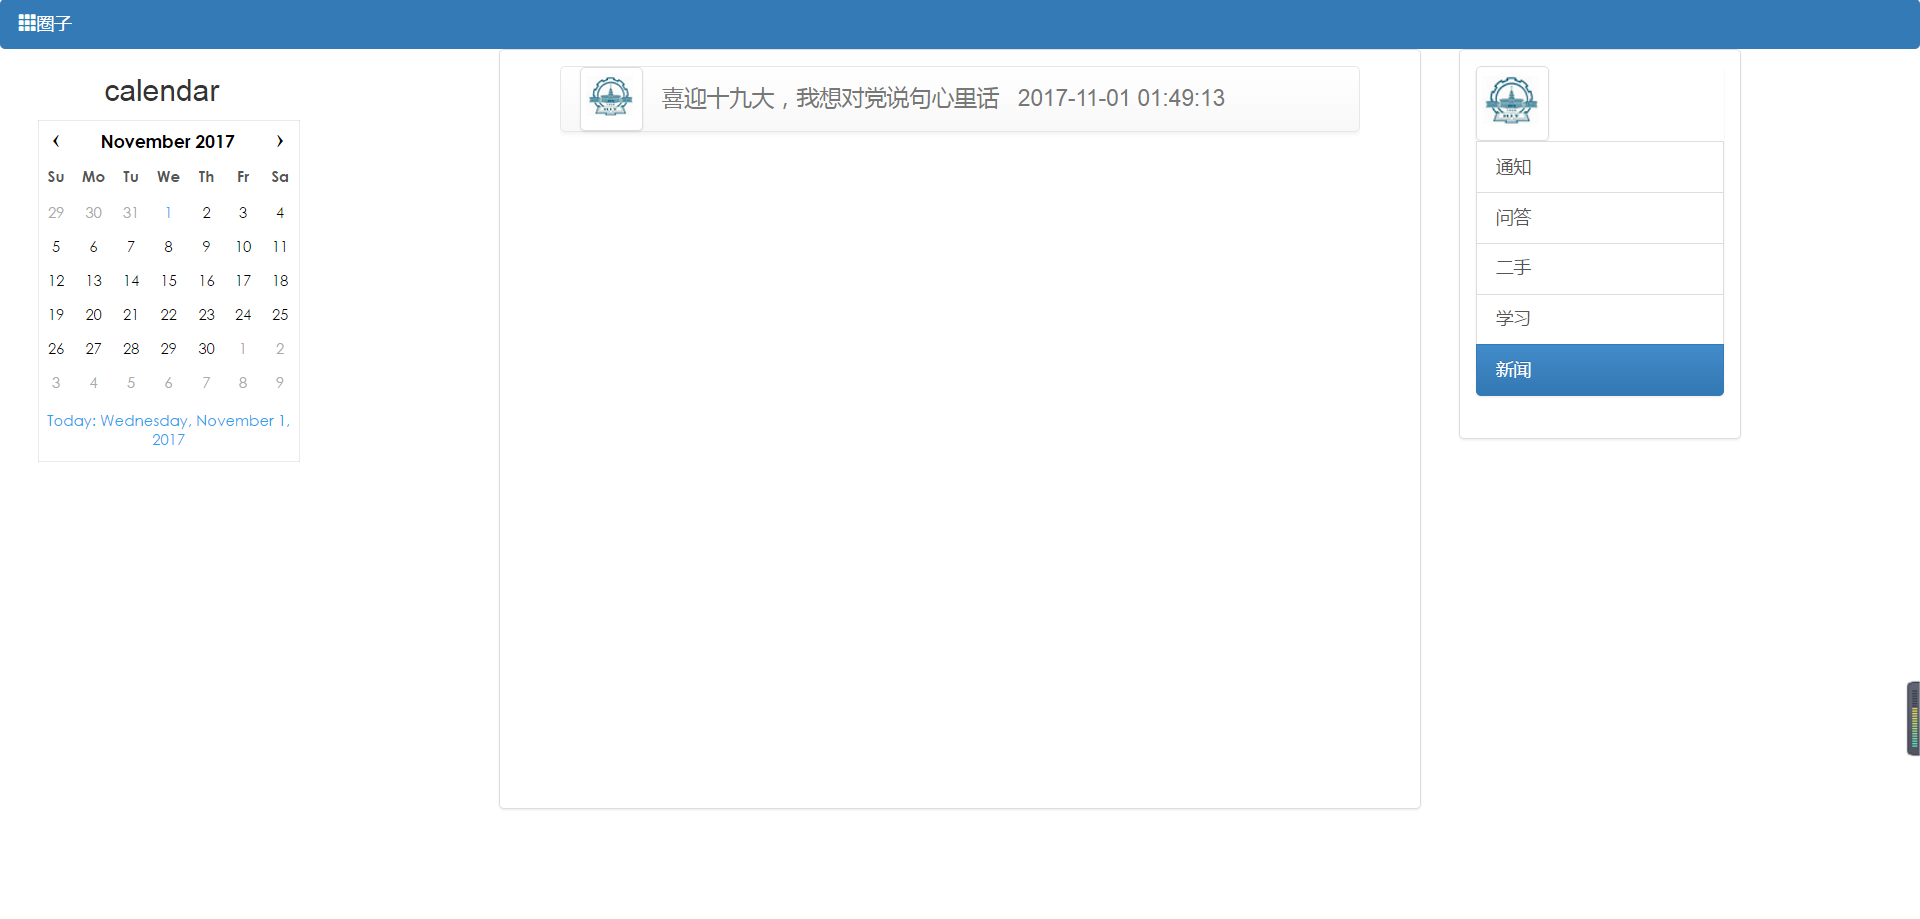 圈子
calendar
‹ November 2017 ›
Su Mo Tu We Th Fr Sa
29 30 31 1 2 3 4
5 6 7 8 9 10 11
12 13 14 15 16 17 18
19 20 21 22 23 24 25
26 27 28 29 30 1 2
3 4 5 6 7 8 9
Today: Wednesday, November 1,
2017
喜迎十九大，我想对党说句心里话 2017-11-01 01:49:13
通知
问答
二手
学习
新闻